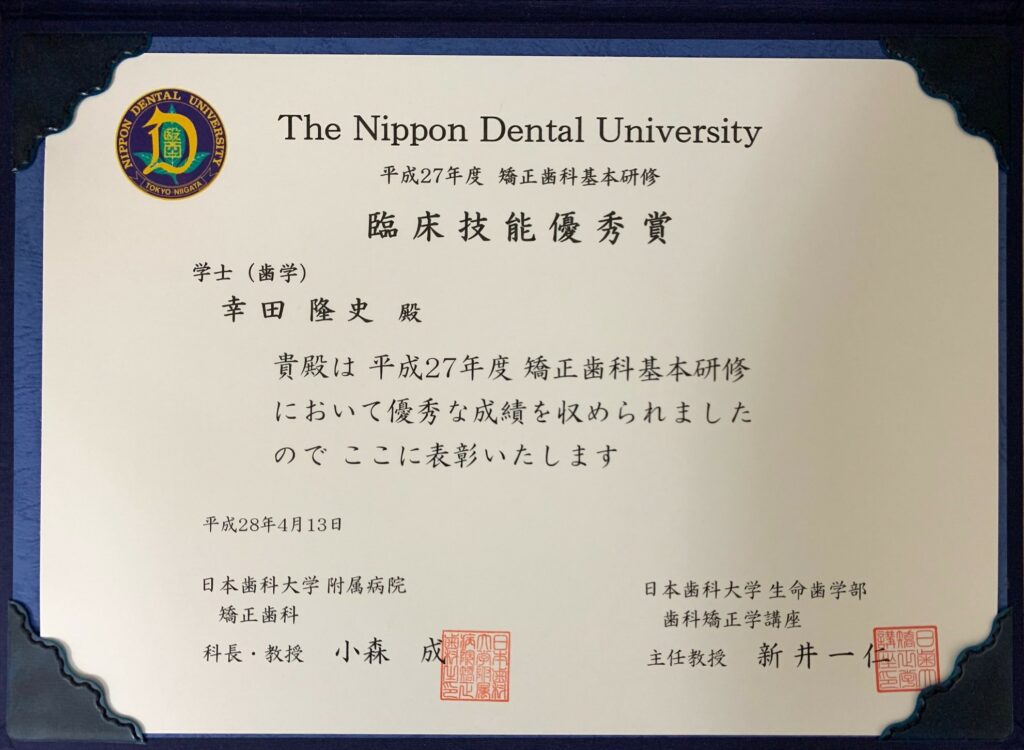 NIPPON DENTAL UNIVERSITY
TOKYO·NIIGATA
The Nippon Dental University
平成27年度 矯正歯科基本研修
臨床技能優秀賞
学士（歯学）
幸田 隆史 殿
貴殿は 平成27年度 矯正歯科基本研修
において優秀な成績を収められました
ので ここに表彰いたします
平成28年4月13日
日本歯科大学 附属病院
矯正歯科
科長・教授 小森 成
日本歯科大学 生命歯学部
歯科矯正学講座
主任教授 新井一仁